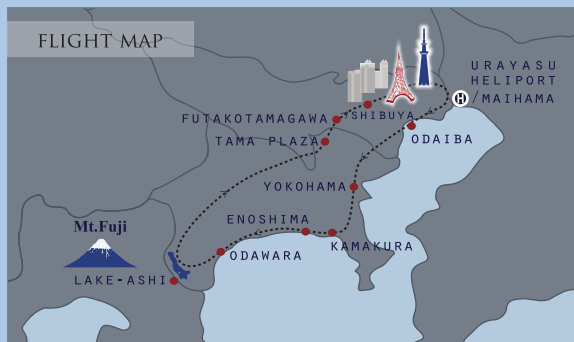 FLIGHT MAP
URAYASU
HELIPORT
/MAIHAMA
H
SHIBUYA
FUTAKOTAMAGAWA
TAMA PLAZA
ODAIBA
YOKOHAMA
ENOSHIMA
KAMAKURA
Mt.Fuji
ODAWARA
LAKE-ASHI